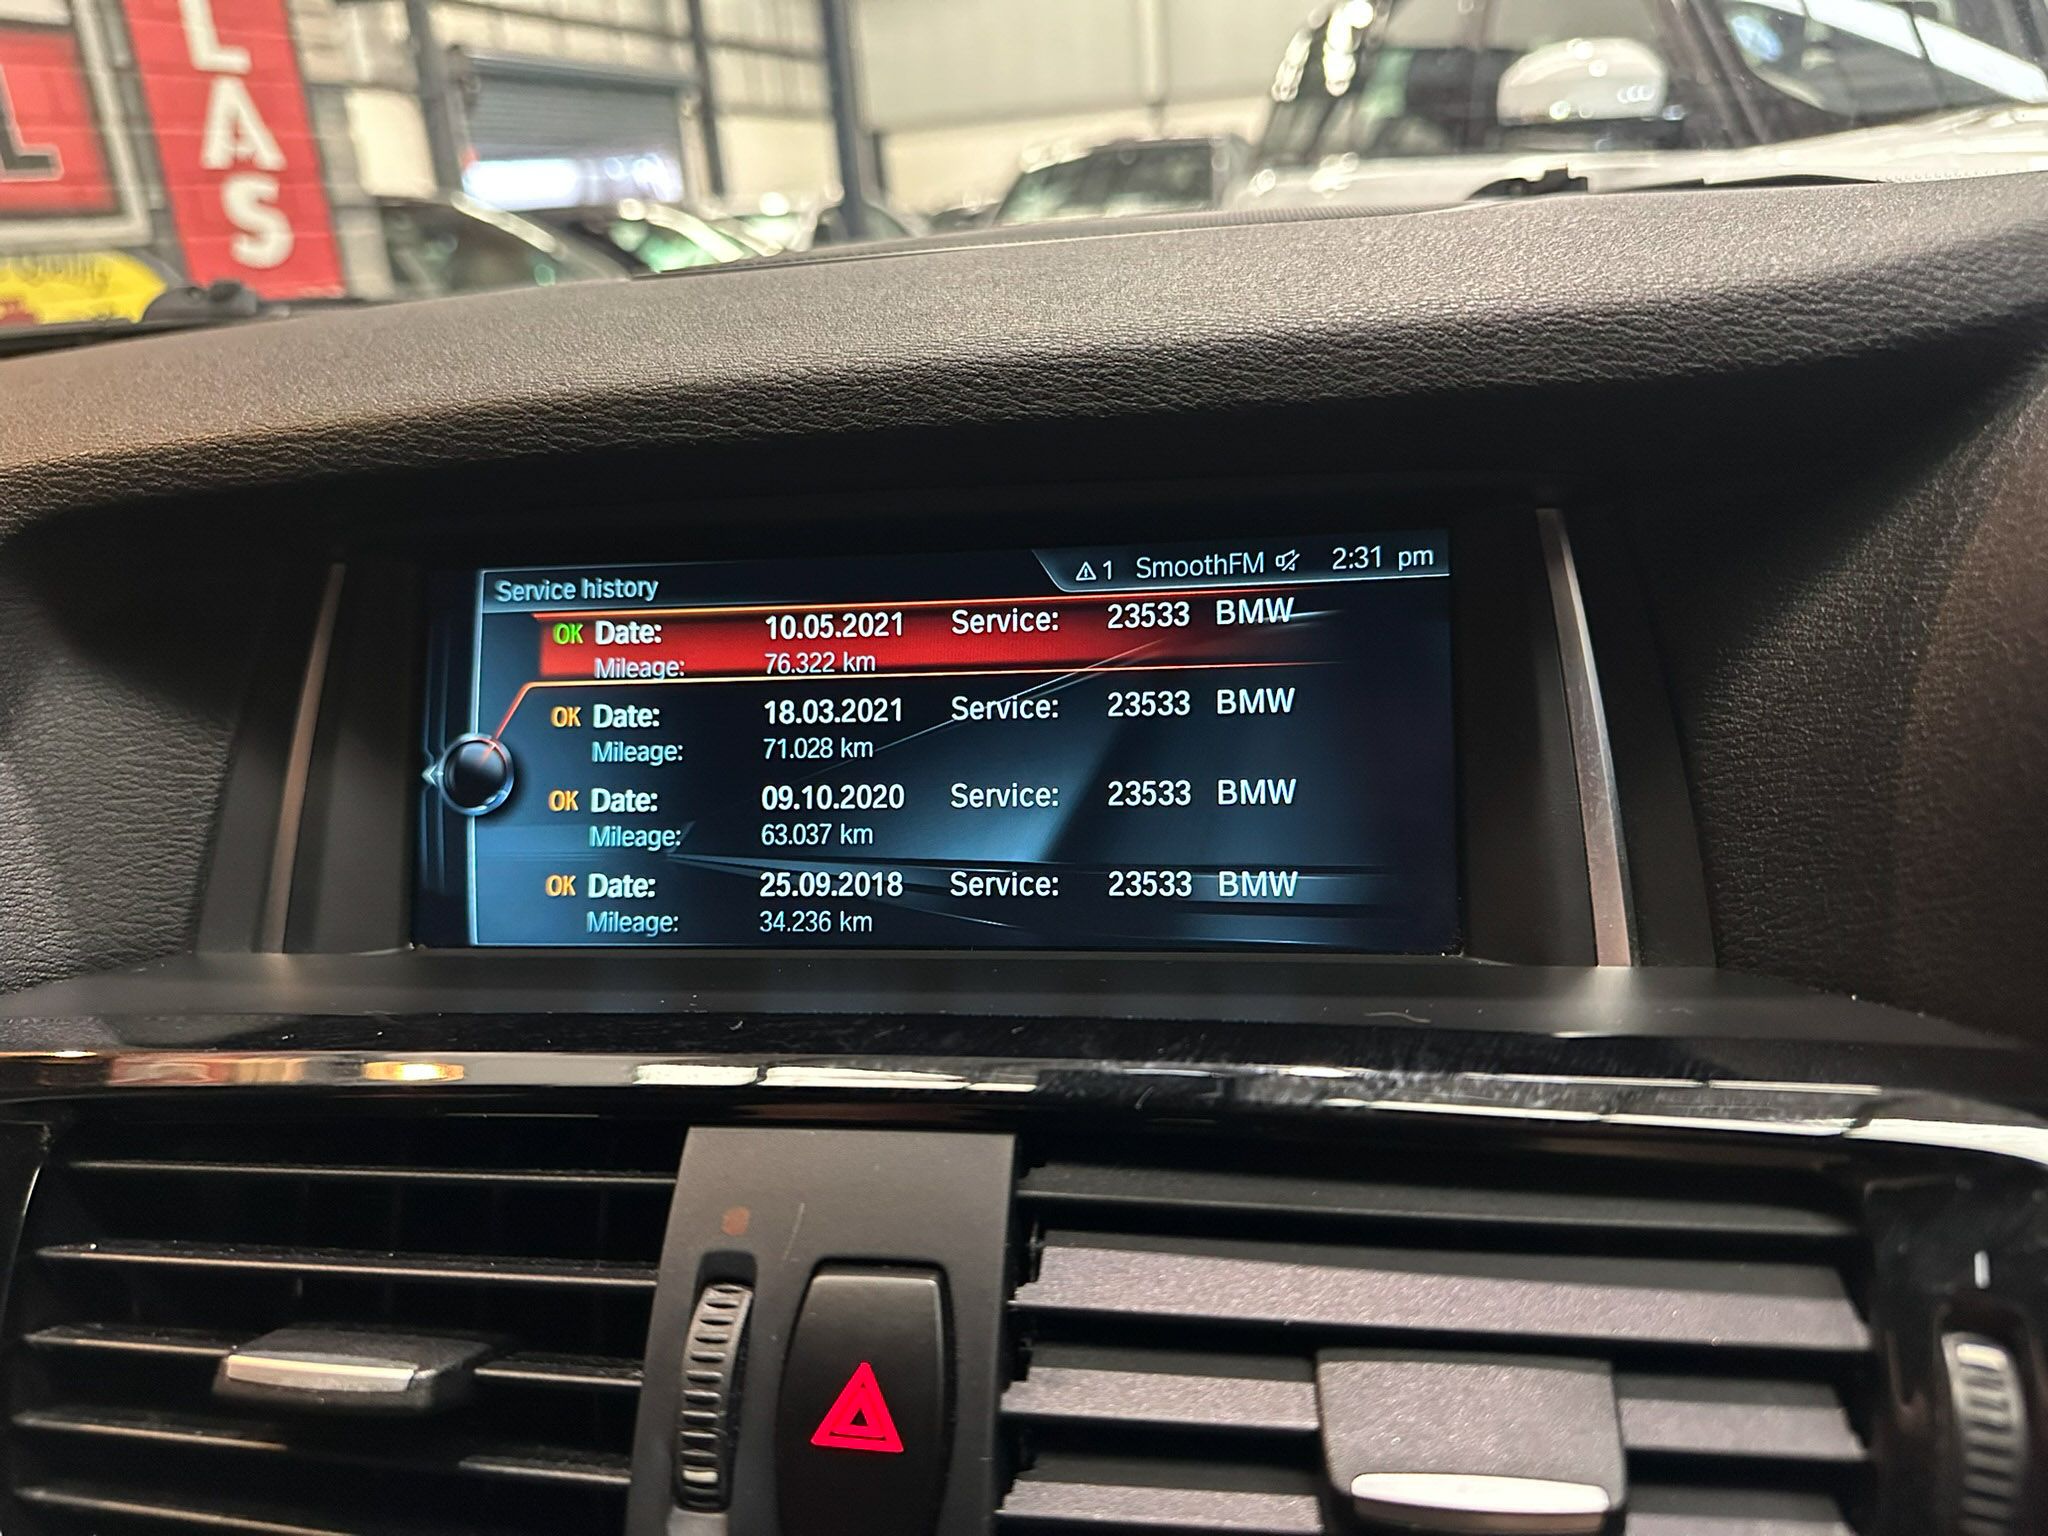 LAS
Service history
1 SmoothFM 2:31 pm
OK Date: 10.05.2021 Service: 23533 BMW
Mileage: 76.322 km
OK Date: 18.03.2021 Service: 23533 BMW
Mileage: 71.028 km
OK Date: 09.10.2020 Service: 23533 BMW
Mileage: 63.037 km
OK Date: 25.09.2018 Service: 23533 BMW
Mileage: 34.236 km